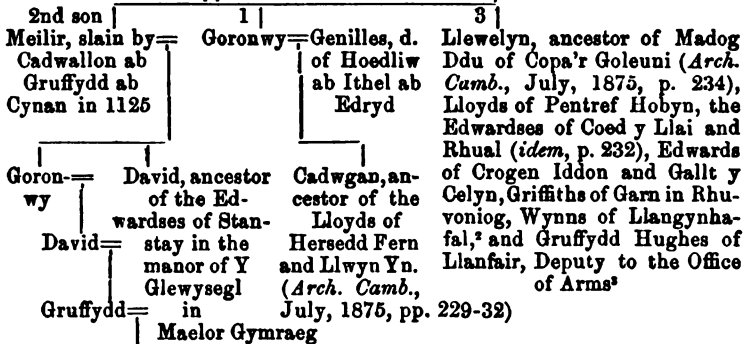 2nd son 1 3
Meilir, slain by= Goronwy=Genilles, d. Llewelyn, ancestor of Madog
Cadwallon ab of Hoedliw Ddu of Copa'r Goleuni (Arch.
Gruffydd ab ab Ithel ab Camb., July, 1875, p. 234),
Cynan in 1125 Edryd Lloyds of Pentref Hobyn, the
Edwardses of Coed y Llai and
Goron- David, ancestor Cadwgan, an- Rhual (idem, p. 232), Edwards
wy= of the Ed- cestor of the of Crogen Iddon and Gallt y
wardses of Stan- Lloyds of Celyn, Griffiths of Garn in Rhu-
David= stay in the Hersedd Fern voniog, Wynns of Llangynha-
manor of Y and Llwyn Yn. fal,² and Gruffydd Hughes of
Glewysegl (Arch. Camb., Llanfair, Deputy to the Office
Gruffydd= in July, 1875, pp. 229-32) of Arms³
Maelor Gymraeg